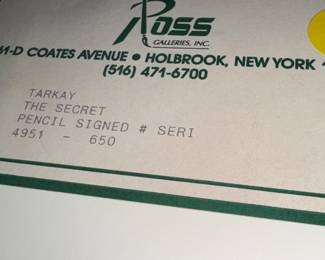 ROSS
GALLERIES, INC.
61-D COATES AVENUE • HOLBROOK, NEW YORK
(516) 471-6700
TARKAY
THE SECRET
PENCIL SIGNED # SERI
4951 - 650